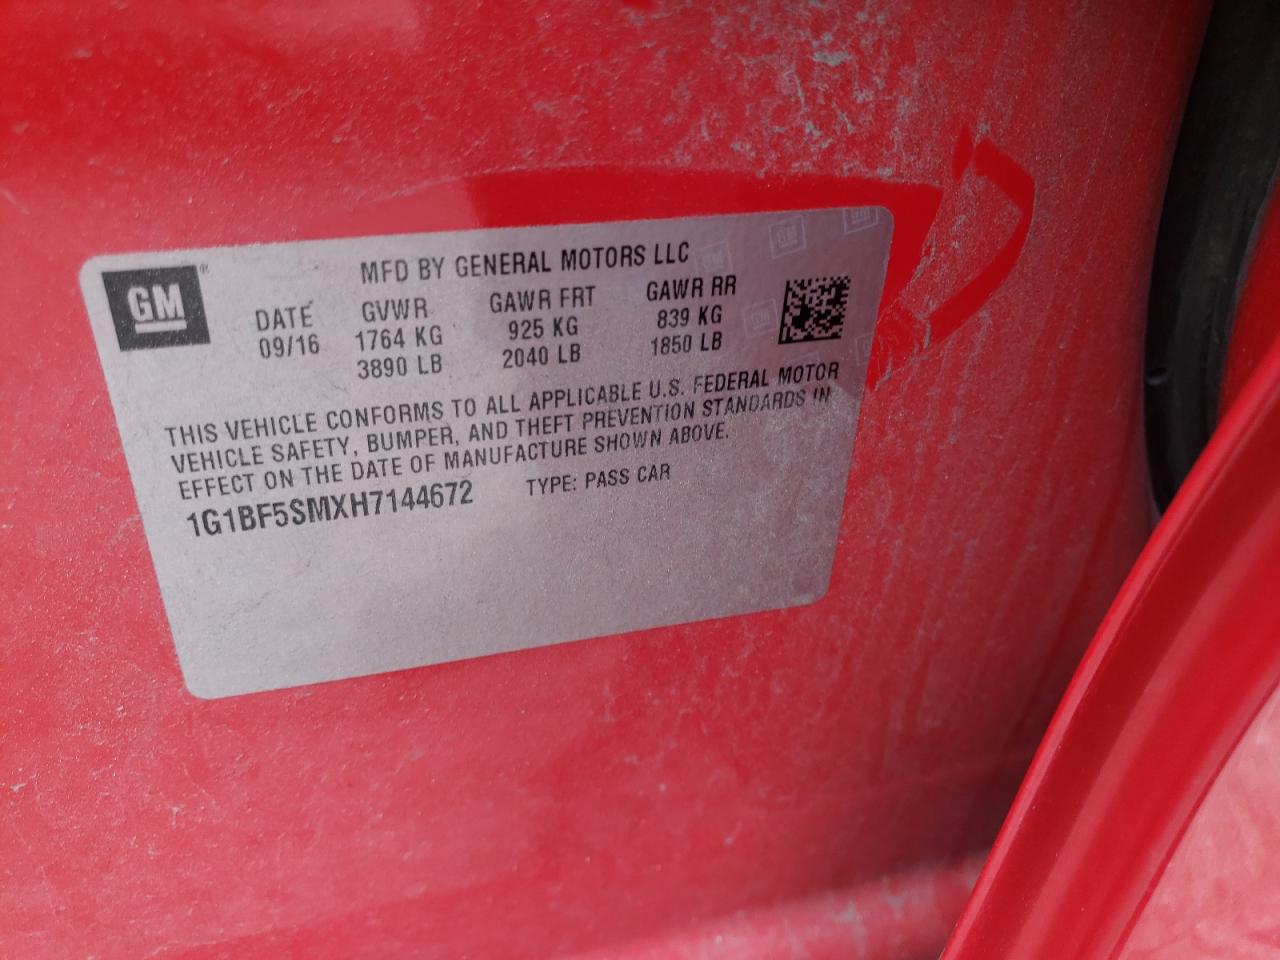 GM®
MFD BY GENERAL MOTORS LLC
DATE GVWR GAWR FRT GAWR RR
09/16 1764 KG 925 KG 839 KG
3890 LB 2040 LB 1850 LB
THIS VEHICLE CONFORMS TO ALL APPLICABLE U.S. FEDERAL MOTOR
VEHICLE SAFETY, BUMPER, AND THEFT PREVENTION STANDARDS IN
EFFECT ON THE DATE OF MANUFACTURE SHOWN ABOVE.
1G1BF5SMXH7144672 TYPE: PASS CAR